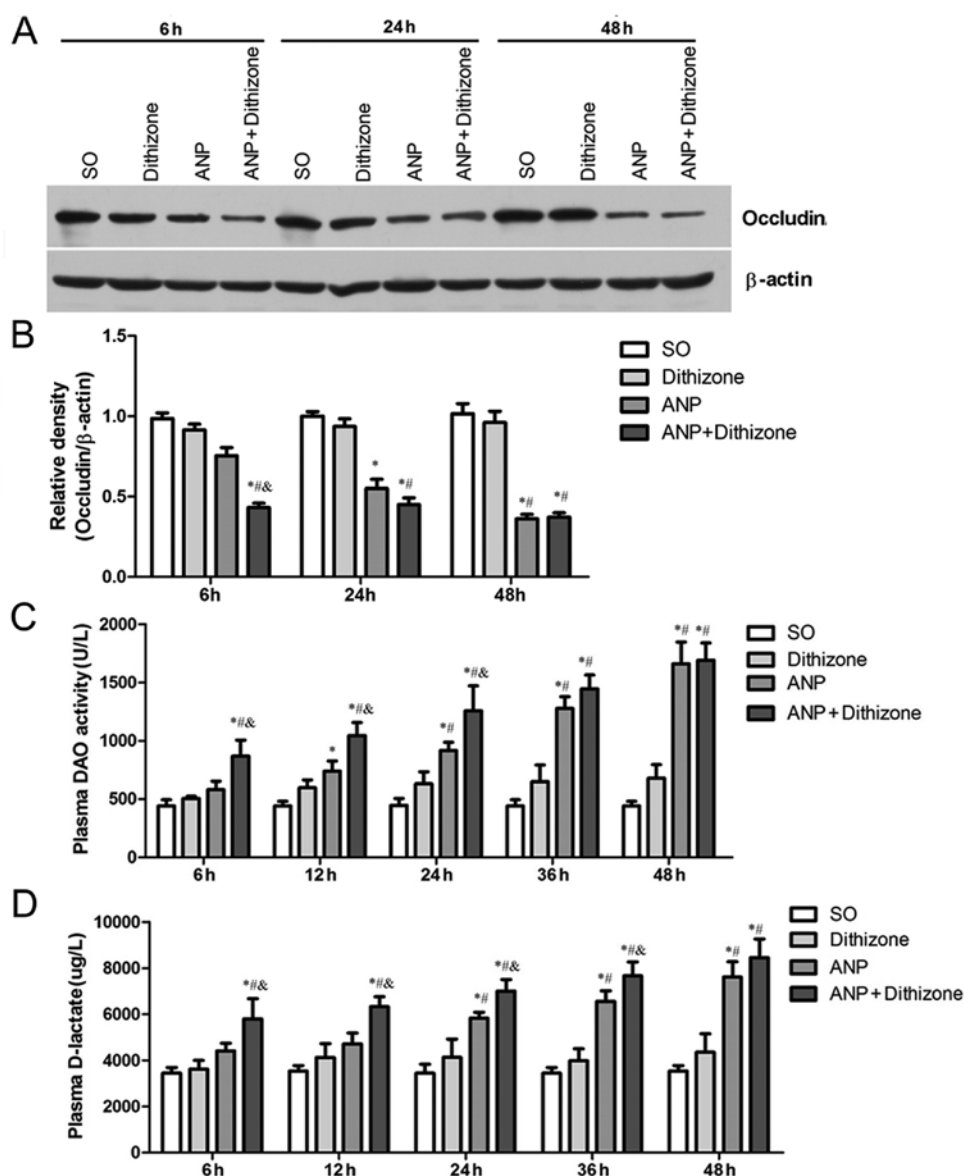 A
6h 24h 48h
SO Dithizone ANP ANP+Dithizone SO Dithizone ANP ANP+Dithizone SO Dithizone ANP ANP+Dithizone
Occludin
β-actin
B
Relative density
(Occludin/β-actin)
1.5
1.0
0.5
0.0
*#& * *# *# *#
6h 24h 48h
SO
Dithizone
ANP
ANP+Dithizone
C
Plasma DAO activity (U/L)
2000
1500
1000
500
0
*#& * *#& *# *#& *# *# *# *#
6h 12h 24h 36h 48h
SO
Dithizone
ANP
ANP+Dithizone
D
Plasma D-lactate (ug/L)
10000
8000
6000
4000
2000
0
*#& *#& *# *#& *# *#& *# *#
6h 12h 24h 36h 48h
SO
Dithizone
ANP
ANP+Dithizone